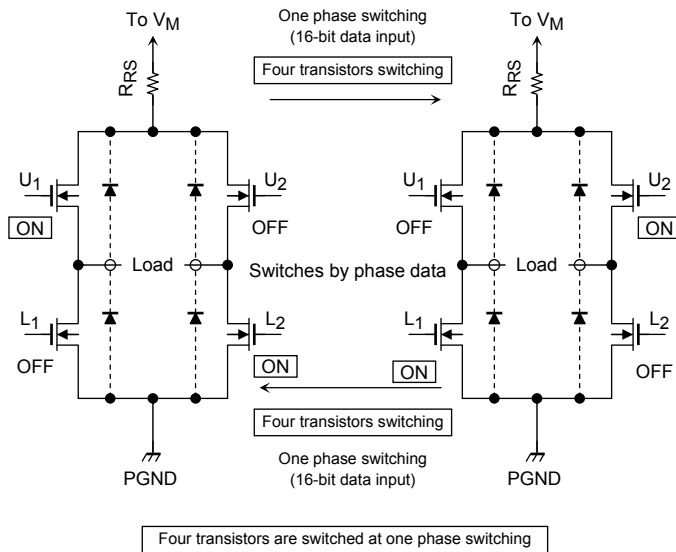 One phase switching
(16-bit data input)
Four transistors switching
To VM
RRS
U1
ON
U2
OFF
Load
L1
OFF
L2
ON
PGND
Switches by phase data
To VM
RRS
U1
OFF
U2
ON
Load
L1
ON
L2
OFF
PGND
Four transistors switching
One phase switching
(16-bit data input)
Four transistors are switched at one phase switching